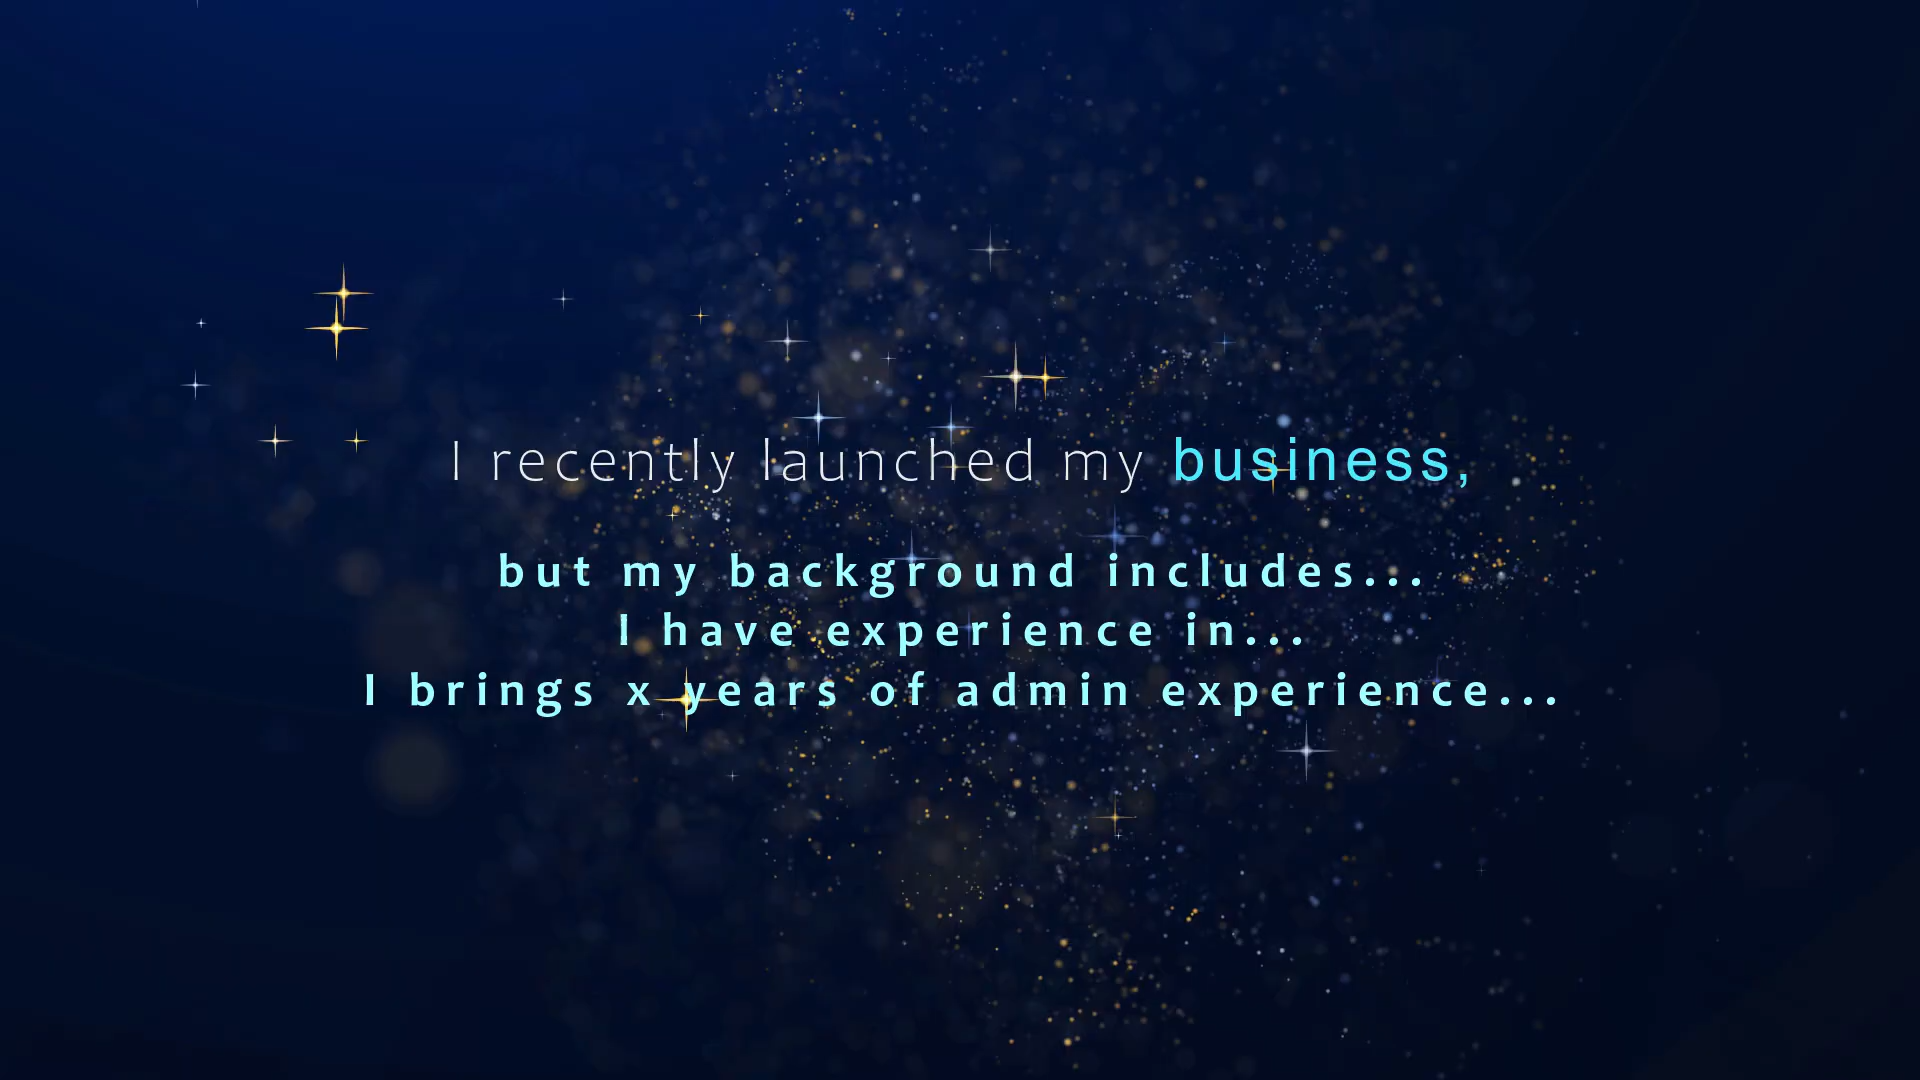 I recently launched my business,
but my background includes...
I have experience in...
I brings x years of admin experience...